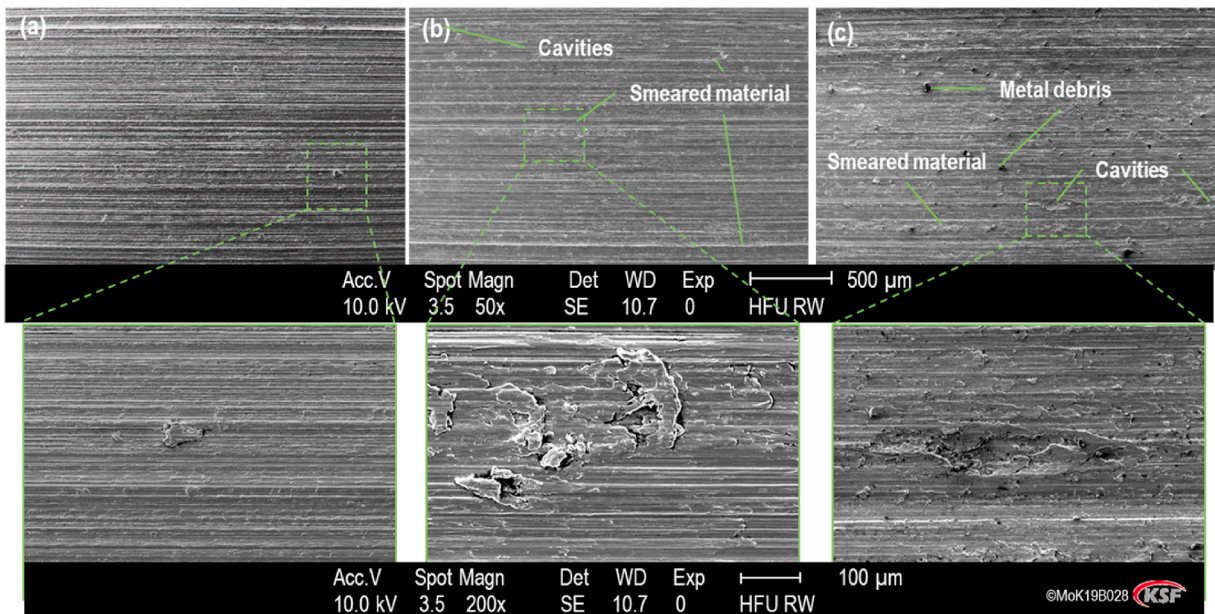 (a)
(b)
(c)
Cavities
Smeared material
Metal debris
Smeared material
Cavities
Acc.V Spot Magn Det WD Exp 500 µm
10.0 kV 3.5 50x SE 10.7 0 HFU RW
Acc.V Spot Magn Det WD Exp 100 µm
10.0 kV 3.5 200x SE 10.7 0 HFU RW
©MoK19B028 KSF